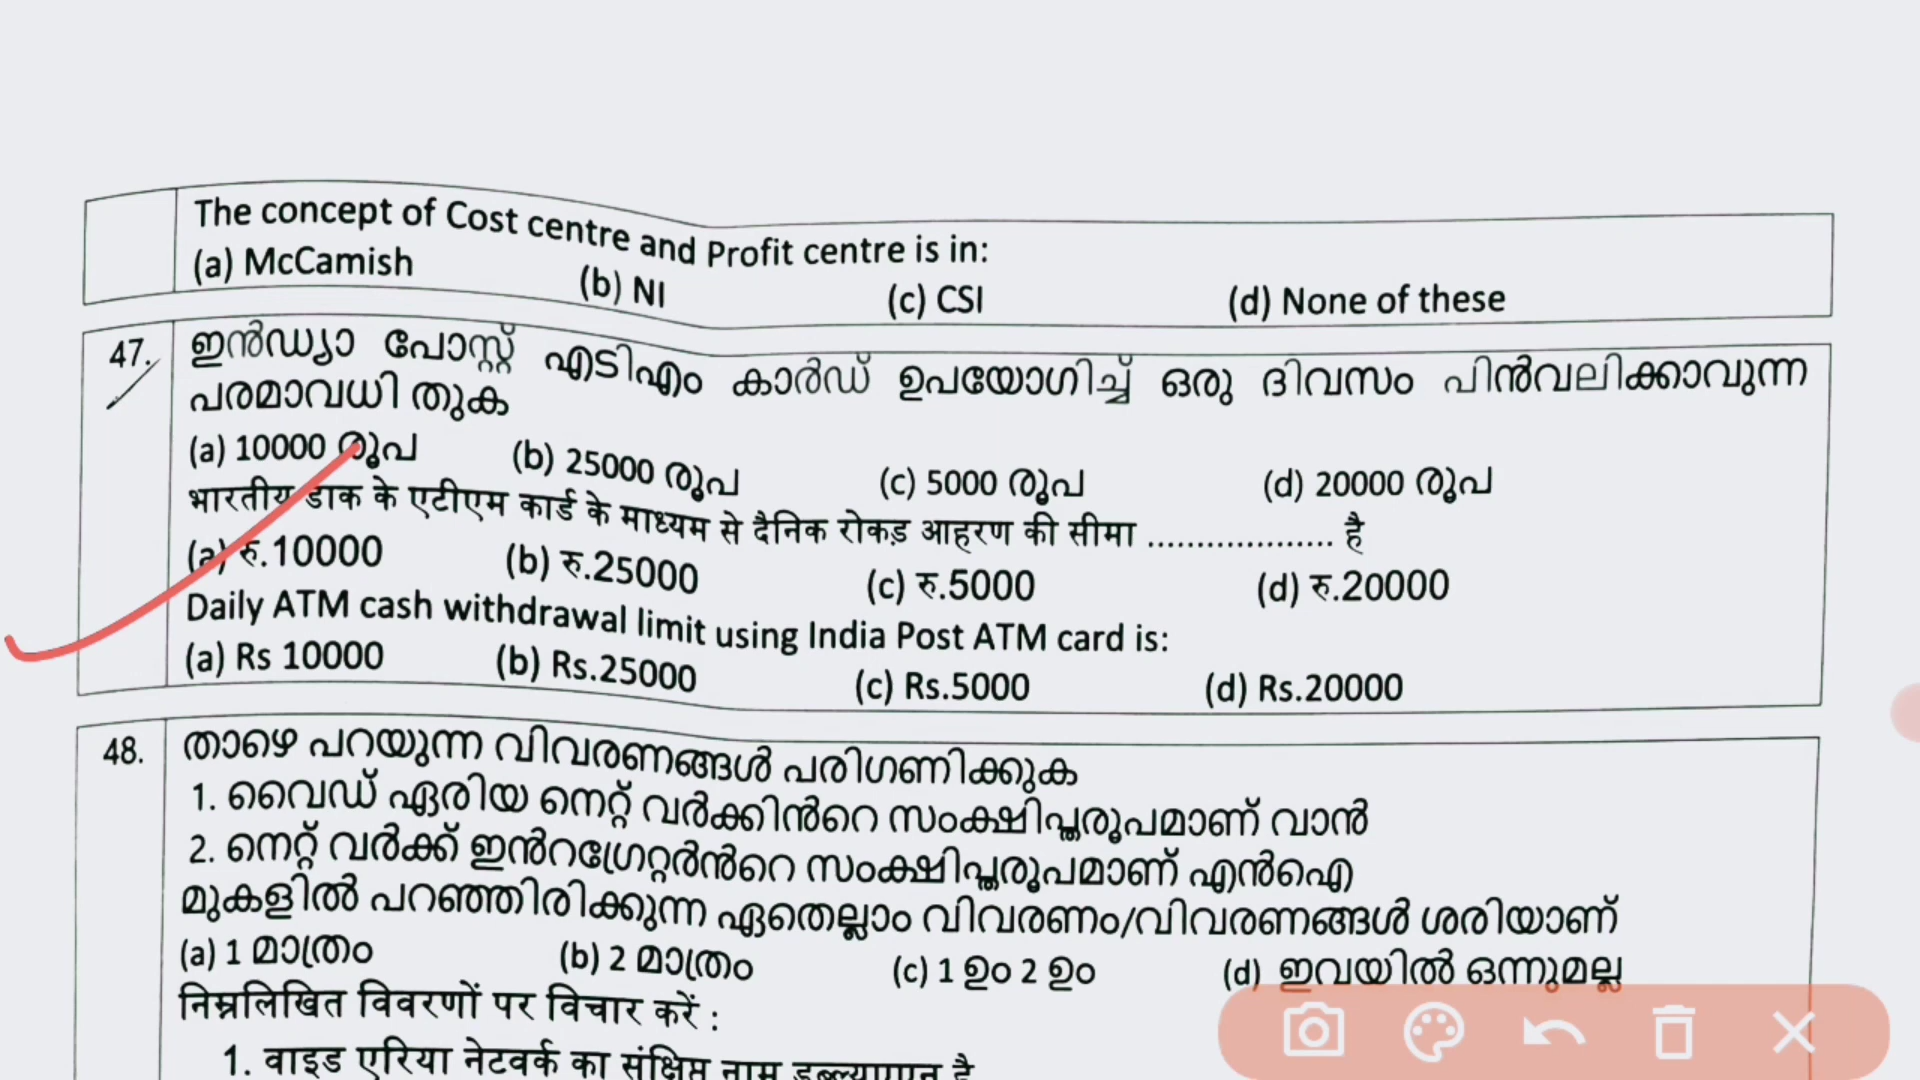 The concept of Cost centre and Profit centre is in:
(a) McCamish (b) NI (c) CSI (d) None of these
47. ഇൻഡ്യാ പോസ്റ്റ് എടിഎം കാർഡ് ഉപയോഗിച്ച് ഒരു ദിവസം പിൻവലിക്കാവുന്ന
പരമാവധി തുക
(a) 10000 രൂപ (b) 25000 രൂപ (c) 5000 രൂപ (d) 20000 രൂപ
भारतीय डाक के एटीएम कार्ड के माध्यम से दैनिक रोकड़ आहरण की सीमा ................... है
(a) रु.10000 (b) रु.25000 (c) रु.5000 (d) रु.20000
Daily ATM cash withdrawal limit using India Post ATM card is:
(a) Rs 10000 (b) Rs.25000 (c) Rs.5000 (d) Rs.20000
48. താഴെ പറയുന്ന വിവരണങ്ങൾ പരിഗണിക്കുക
1. വൈഡ് ഏരിയ നെറ്റ് വർക്കിൻറെ സംക്ഷിപ്തരൂപമാണ് വാൻ
2. നെറ്റ് വർക്ക് ഇൻറഗ്രേറ്റർൻറെ സംക്ഷിപ്തരൂപമാണ് എൻഐ
മുകളിൽ പറഞ്ഞിരിക്കുന്ന ഏതെല്ലാം വിവരണം/വിവരണങ്ങൾ ശരിയാണ്
(a) 1 മാത്രം (b) 2 മാത്രം (c) 1 ഉം 2 ഉം (d) ഇവയിൽ ഒന്നുമല്ല
निम्नलिखित विवरणों पर विचार करें :
1. वाइड एरिया नेटवर्क का संक्षिप्त नाम है